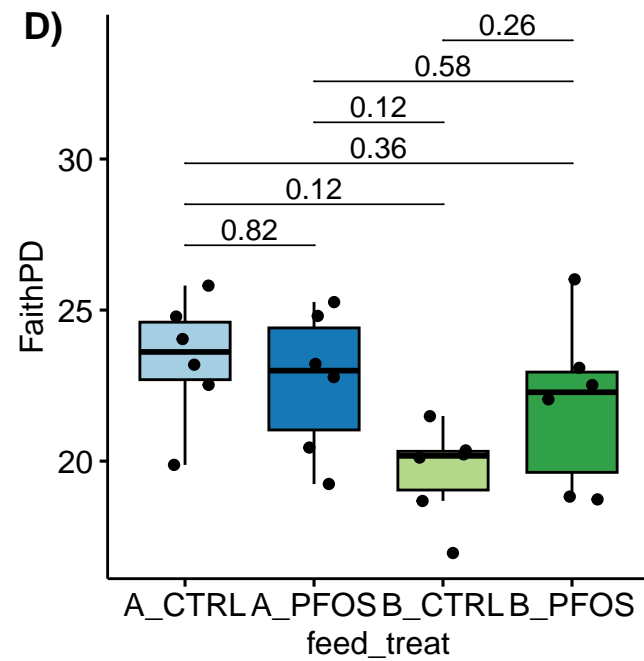 D)
0.26
0.58
0.12
0.36
0.12
0.82
30
25
20
FaithPD
A_CTRL A_PFOS B_CTRL B_PFOS
feed_treat